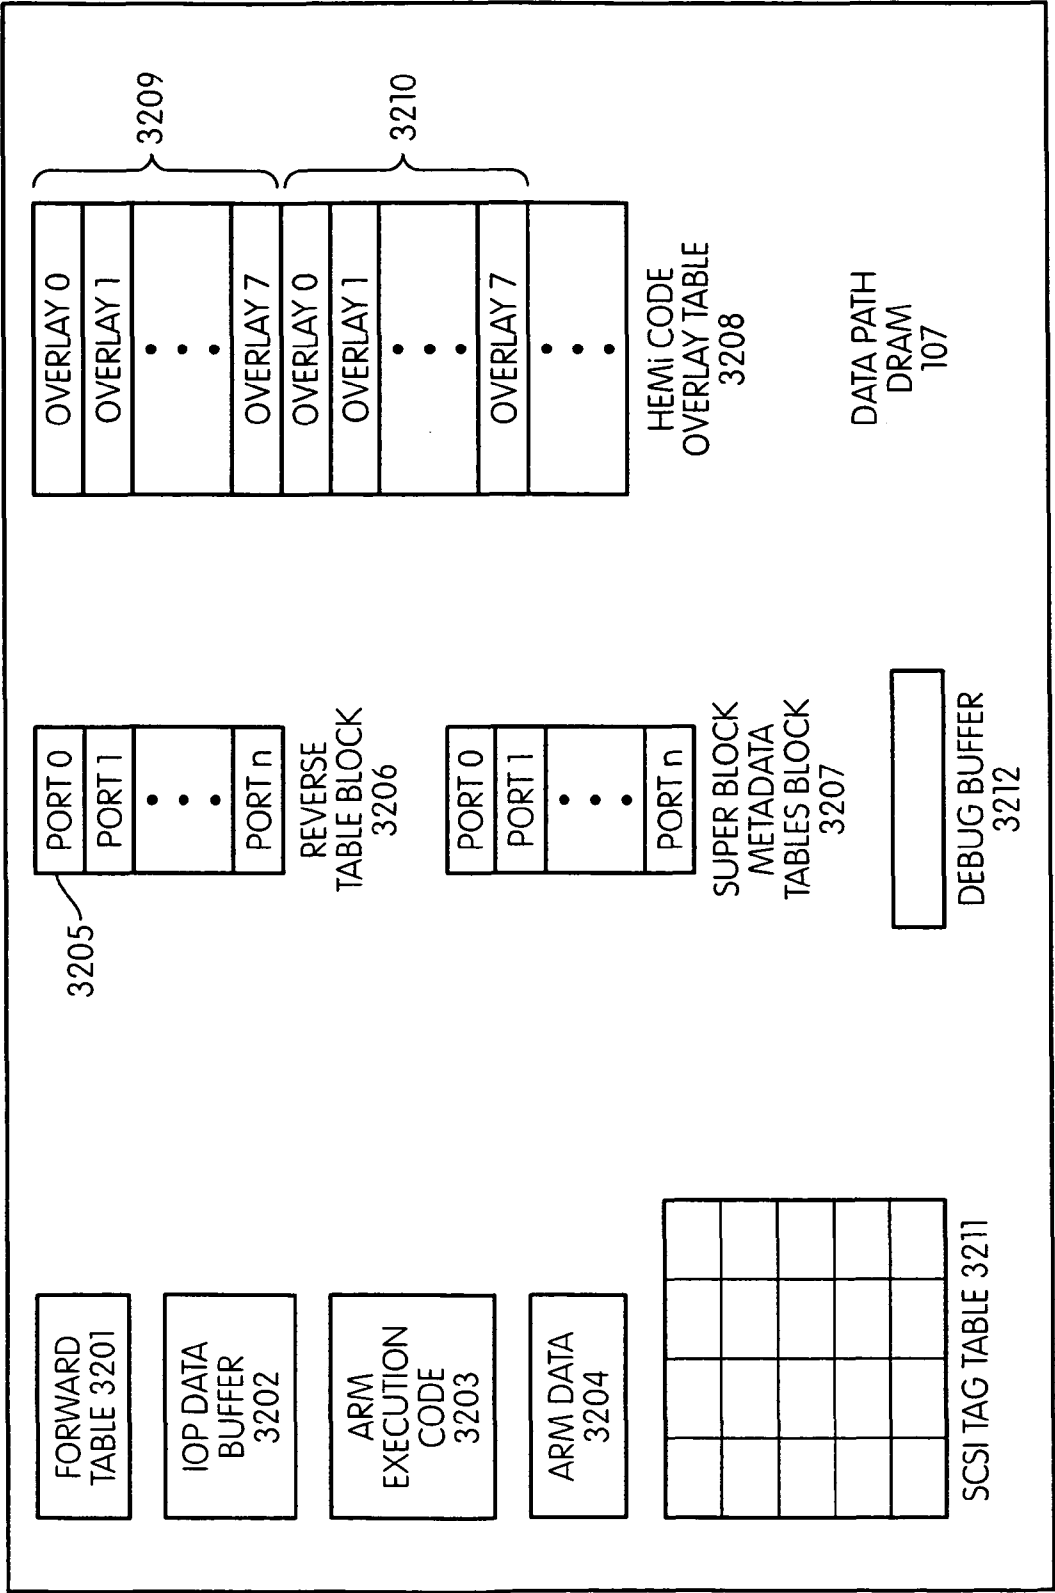 FORWARD
TABLE 3201
IOP DATA
BUFFER
3202
ARM
EXECUTION
CODE
3203
ARM DATA
3204
SCSI TAG TABLE 3211
3205
PORT 0
PORT 1
PORT n
REVERSE
TABLE BLOCK
3206
PORT 0
PORT 1
PORT n
SUPER BLOCK
METADATA
TABLES BLOCK
3207
DEBUG BUFFER
3212
OVERLAY 0
OVERLAY 1
OVERLAY 7
3209
OVERLAY 0
OVERLAY 1
OVERLAY 7
3210
HEMi CODE
OVERLAY TABLE
3208
DATA PATH
DRAM
107